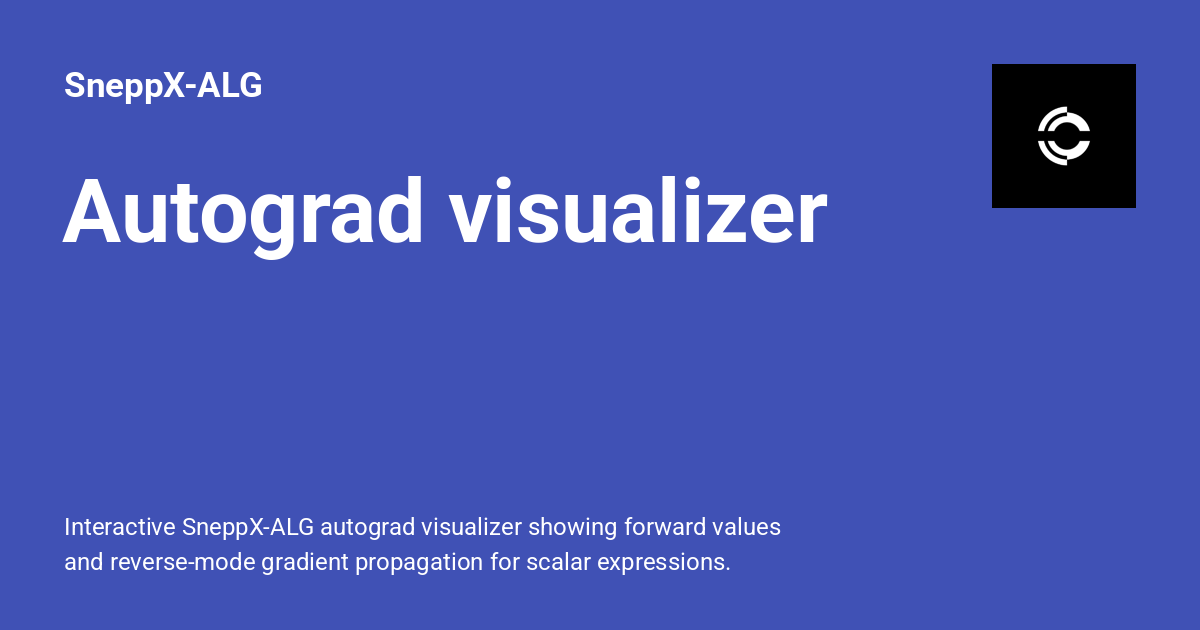 SneppX-ALG
Autograd visualizer
Interactive SneppX-ALG autograd visualizer showing forward values
and reverse-mode gradient propagation for scalar expressions.